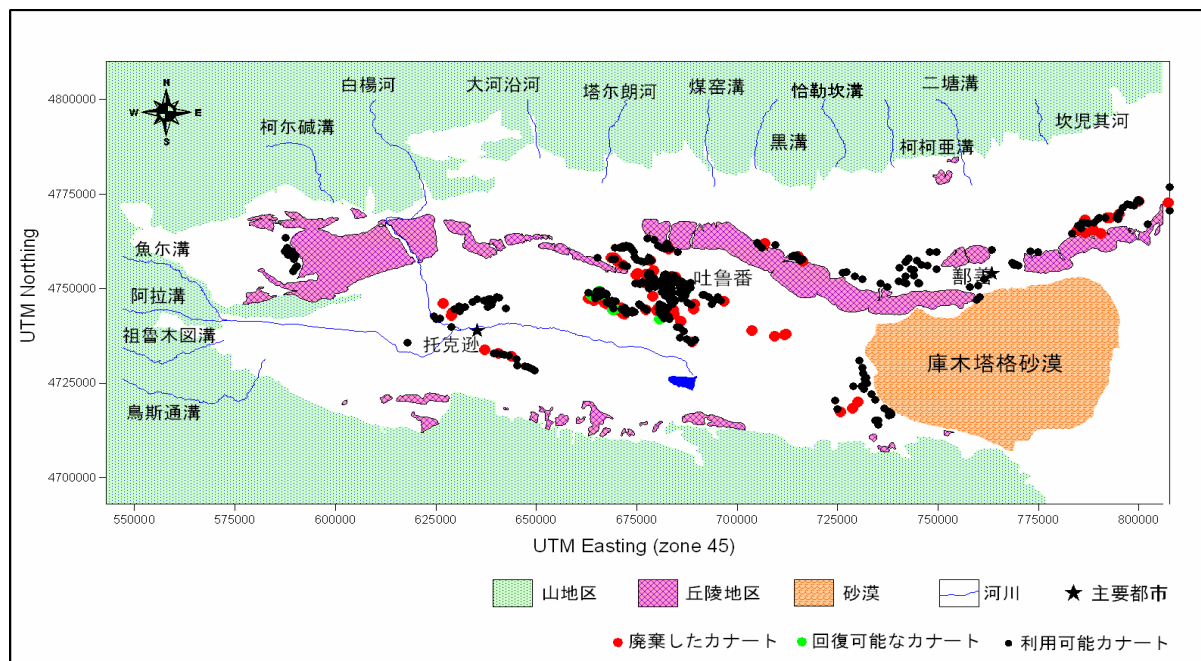 白楊河
大河沿河
塔尓朗河
煤窑溝
恰勒坎溝
二塘溝
柯尓碱溝
黒溝
柯柯亜溝
坎児其河
N
W E
S
4800000
4775000
4750000
4725000
4700000
UTM Northing
魚尓溝
阿拉溝
祖魯木図溝
鳥斯通溝
吐鲁番
鄯善
托克逊
庫木塔格砂漠
550000 575000 600000 625000 650000 675000 700000 725000 750000 775000 800000
UTM Easting (zone 45)
山地区 丘陵地区 砂漠 河川 主要都市
廃棄したカナート 回復可能なカナート 利用可能カナート